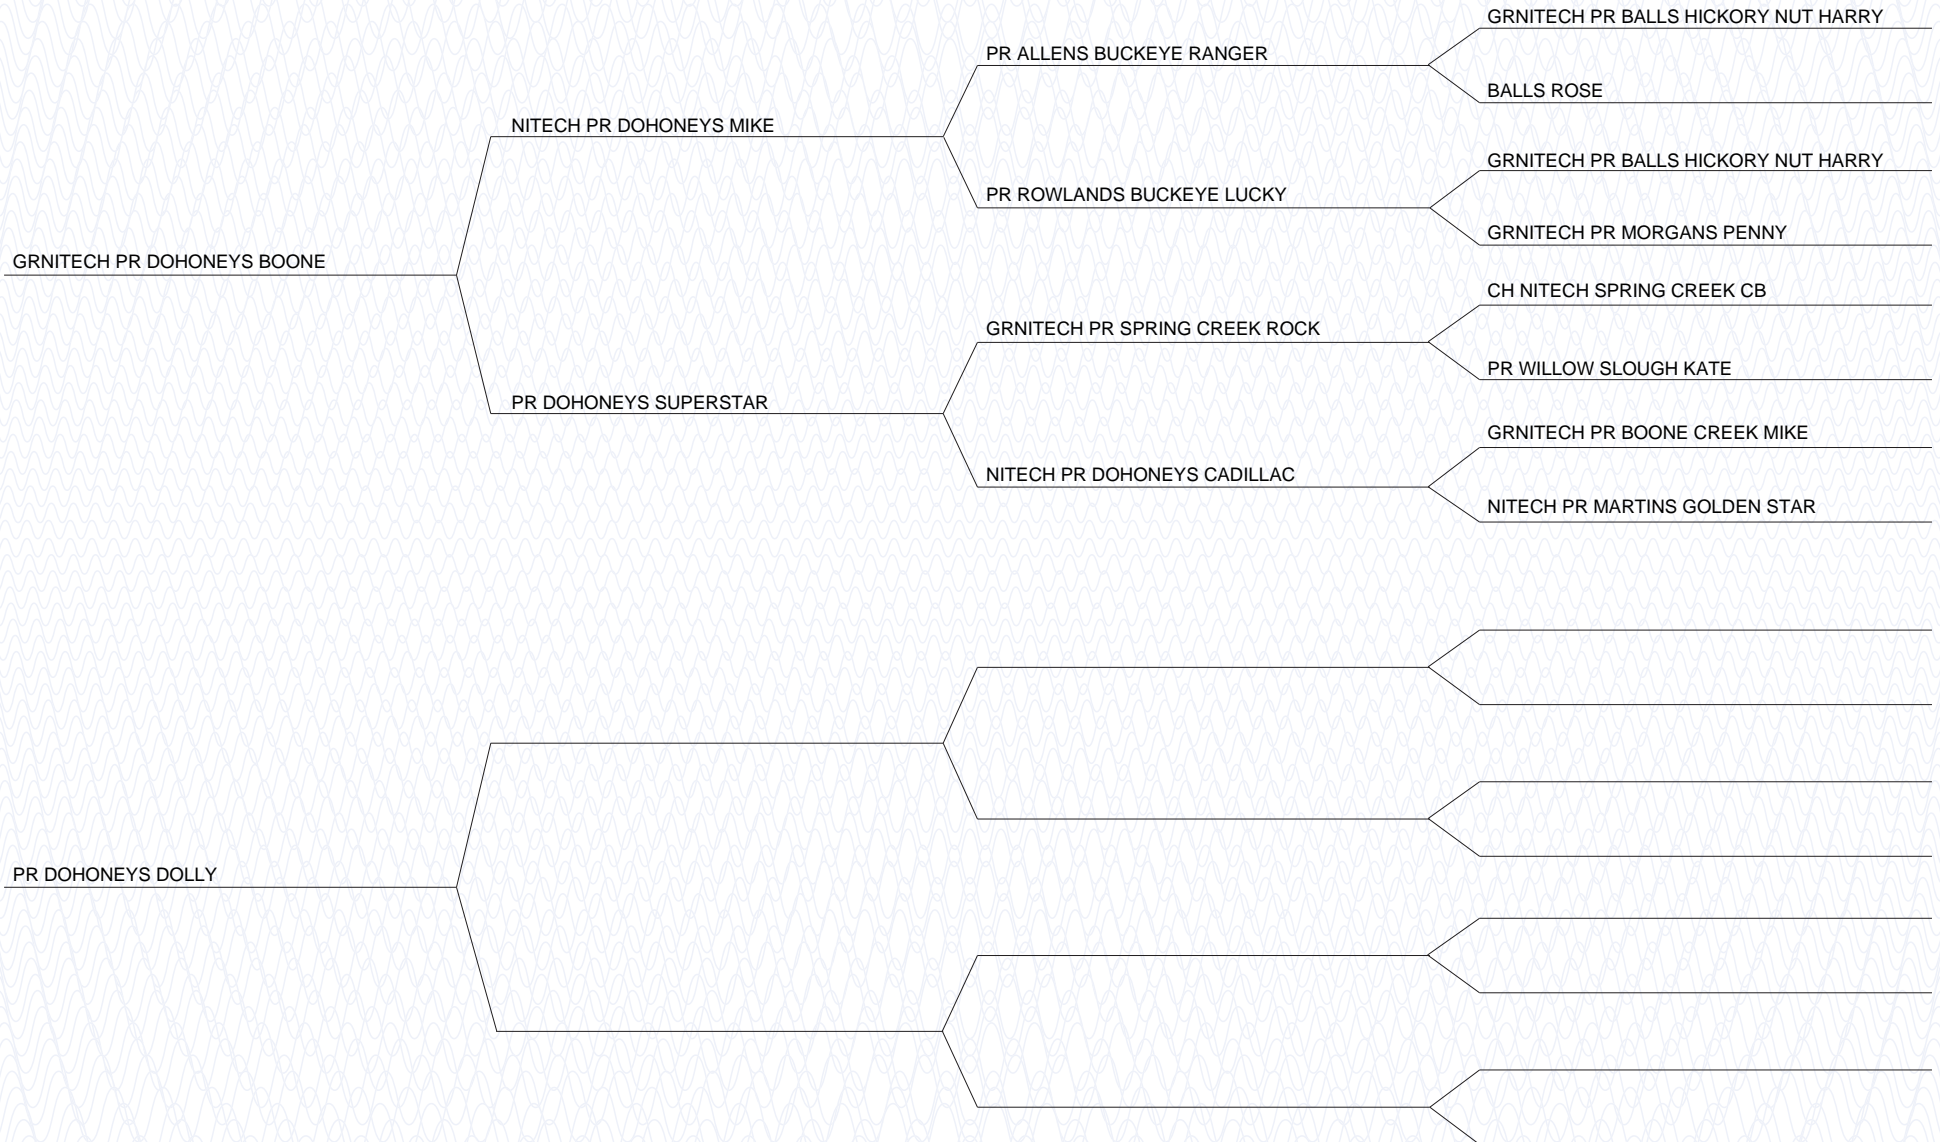 GRNITECH PR BALLS HICKORY NUT HARRY
PR ALLENS BUCKEYE RANGER
BALLS ROSE
NITECH PR DOHONEYS MIKE
GRNITECH PR BALLS HICKORY NUT HARRY
PR ROWLANDS BUCKEYE LUCKY
GRNITECH PR MORGANS PENNY
GRNITECH PR DOHONEYS BOONE
CH NITECH SPRING CREEK CB
GRNITECH PR SPRING CREEK ROCK
PR WILLOW SLOUGH KATE
PR DOHONEYS SUPERSTAR
GRNITECH PR BOONE CREEK MIKE
NITECH PR DOHONEYS CADILLAC
NITECH PR MARTINS GOLDEN STAR
PR DOHONEYS DOLLY